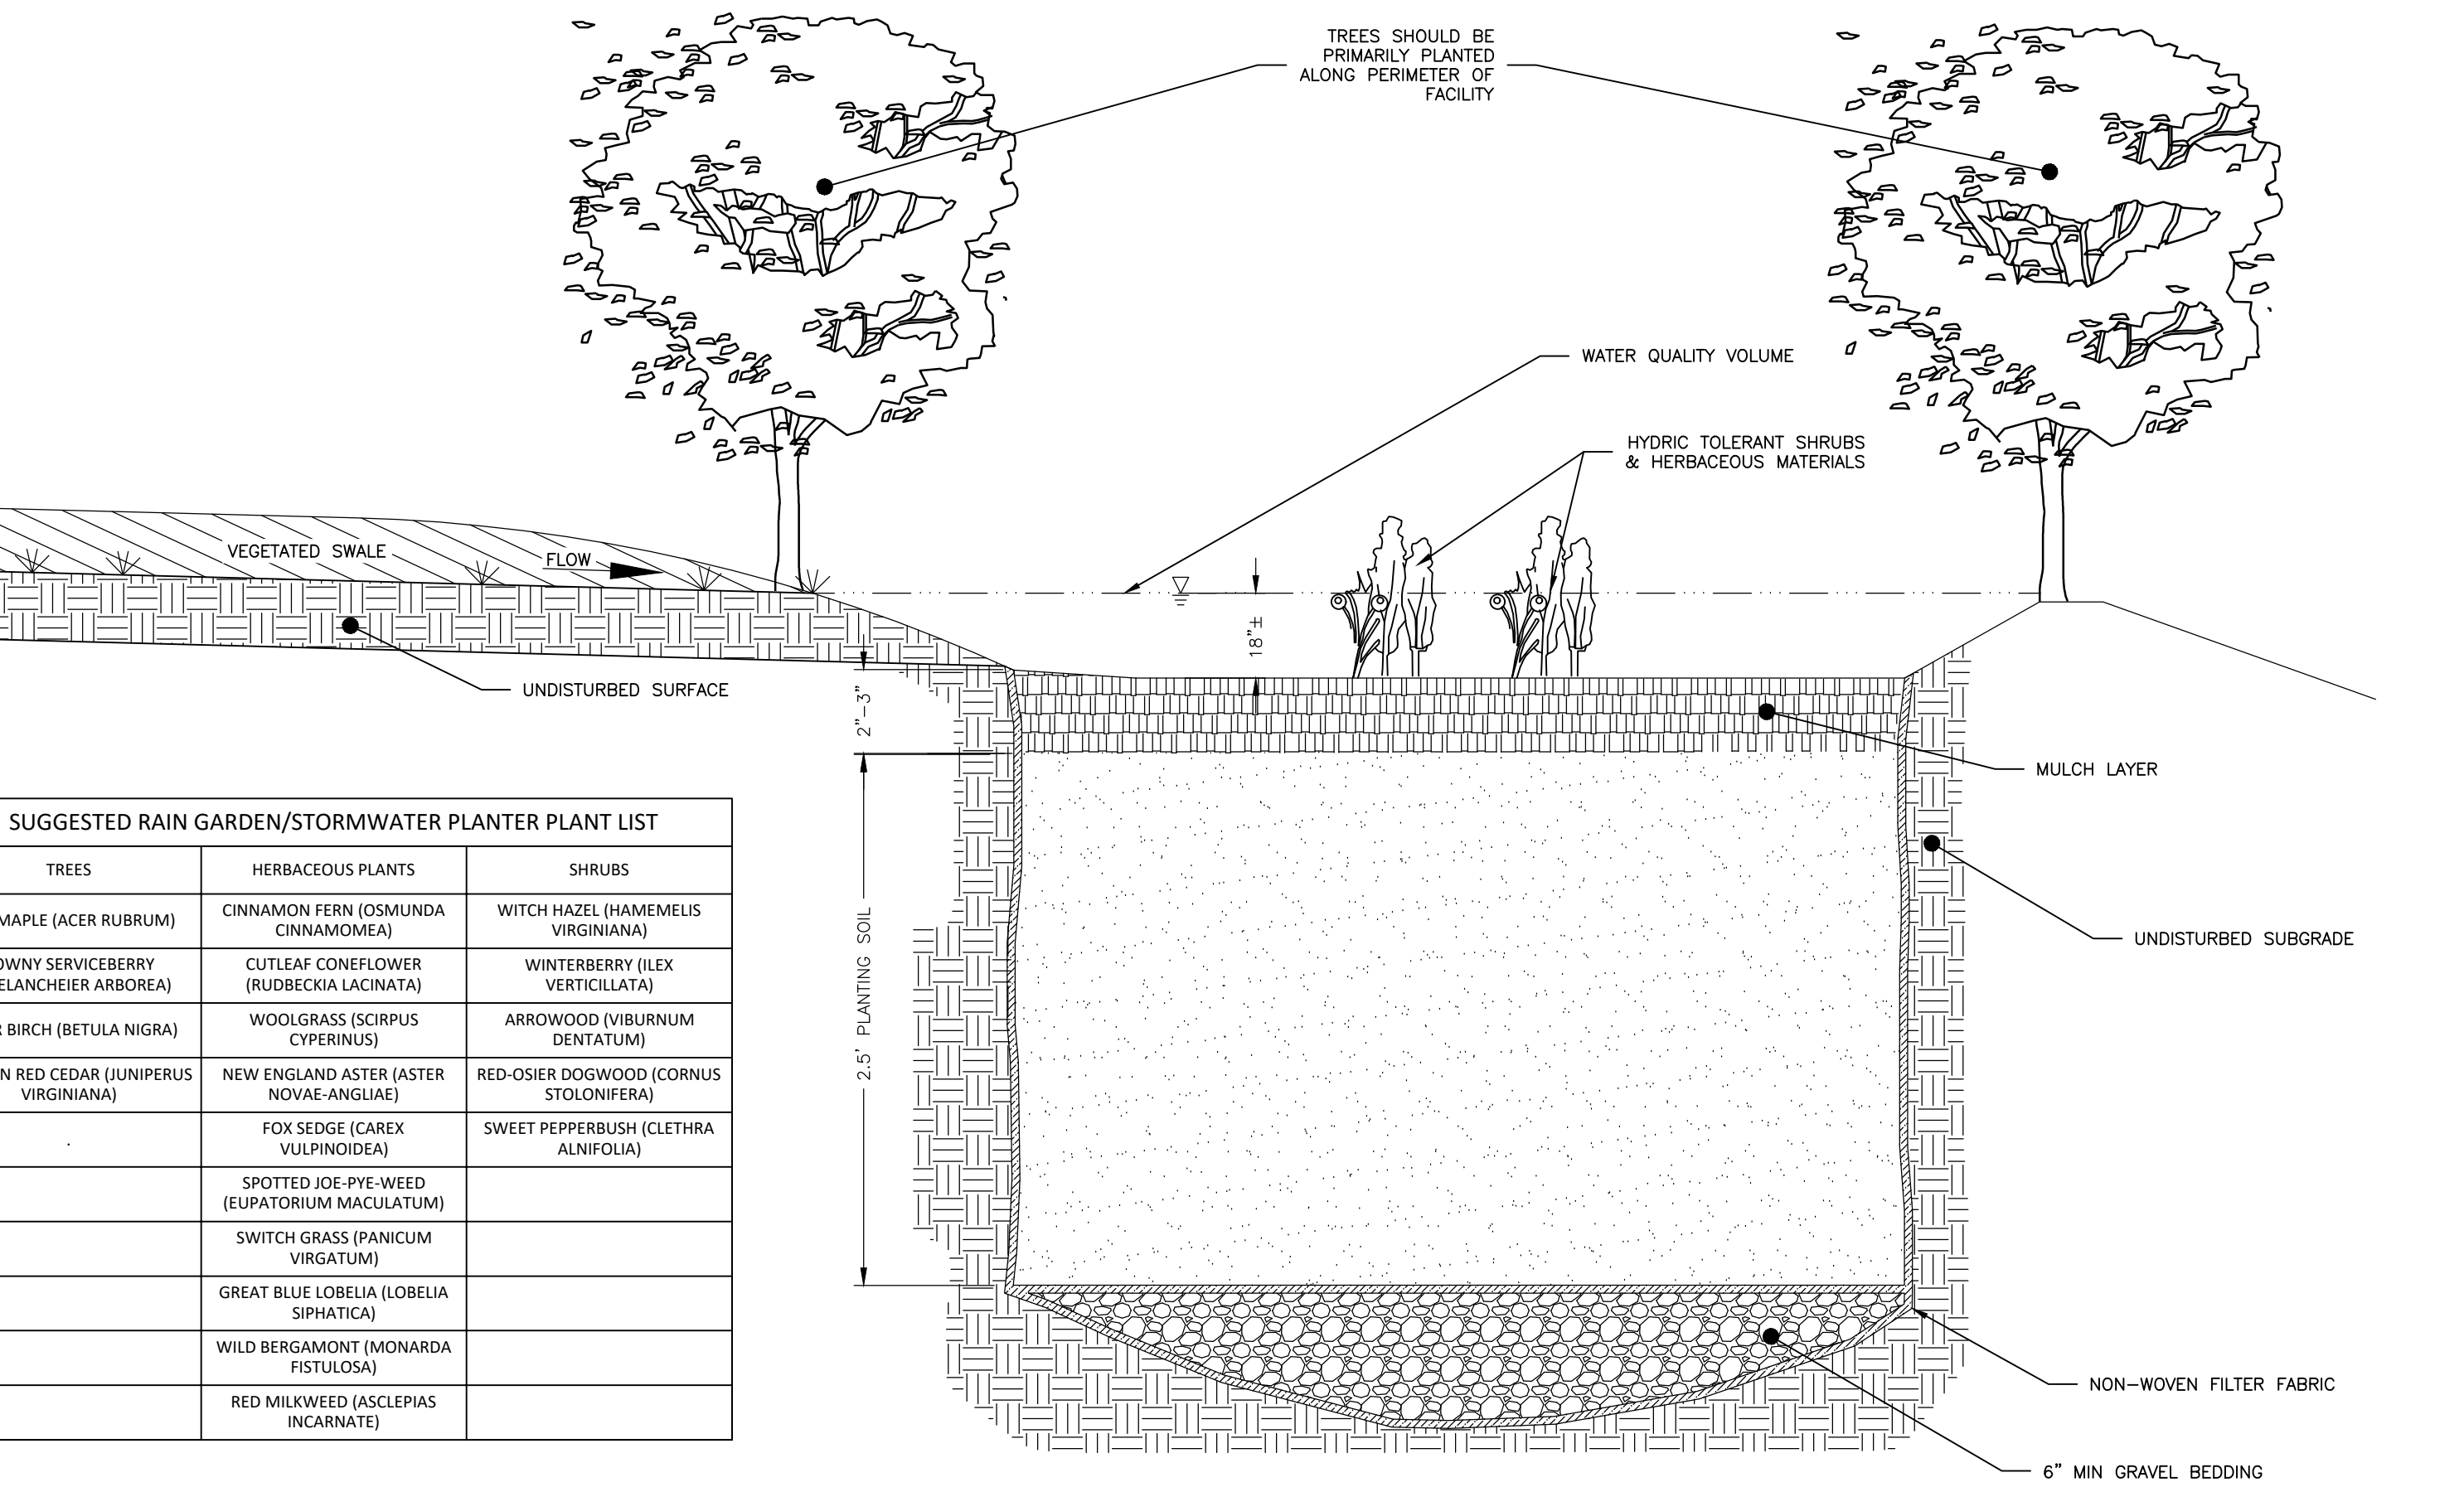 TREES SHOULD BE
PRIMARILY PLANTED
ALONG PERIMETER OF
FACILITY
WATER QUALITY VOLUME
HYDRIC TOLERANT SHRUBS
& HERBACEOUS MATERIALS
VEGETATED SWALE
FLOW
18"±
UNDISTURBED SURFACE
2"-3"
MULCH LAYER
2.5' PLANTING SOIL
UNDISTURBED SUBGRADE
NON-WOVEN FILTER FABRIC
6" MIN GRAVEL BEDDING
SUGGESTED RAIN GARDEN/STORMWATER PLANTER PLANT LIST
TREES
HERBACEOUS PLANTS
SHRUBS
MAPLE (ACER RUBRUM)
CINNAMON FERN (OSMUNDA
CINNAMOMEA)
WITCH HAZEL (HAMEMELIS
VIRGINIANA)
OWNY SERVICEBERRY
ELANCHEIER ARBOREA)
CUTLEAF CONEFLOWER
(RUDBECKIA LACINATA)
WINTERBERRY (ILEX
VERTICILLATA)
R BIRCH (BETULA NIGRA)
WOOLGRASS (SCIRPUS
CYPERINUS)
ARROWOOD (VIBURNUM
DENTATUM)
N RED CEDAR (JUNIPERUS
VIRGINIANA)
NEW ENGLAND ASTER (ASTER
NOVAE-ANGLIAE)
RED-OSIER DOGWOOD (CORNUS
STOLONIFERA)
.
FOX SEDGE (CAREX
VULPINOIDEA)
SWEET PEPPERBUSH (CLETHRA
ALNIFOLIA)
SPOTTED JOE-PYE-WEED
(EUPATORIUM MACULATUM)
SWITCH GRASS (PANICUM
VIRGATUM)
GREAT BLUE LOBELIA (LOBELIA
SIPHATICA)
WILD BERGAMONT (MONARDA
FISTULOSA)
RED MILKWEED (ASCLEPIAS
INCARNATE)